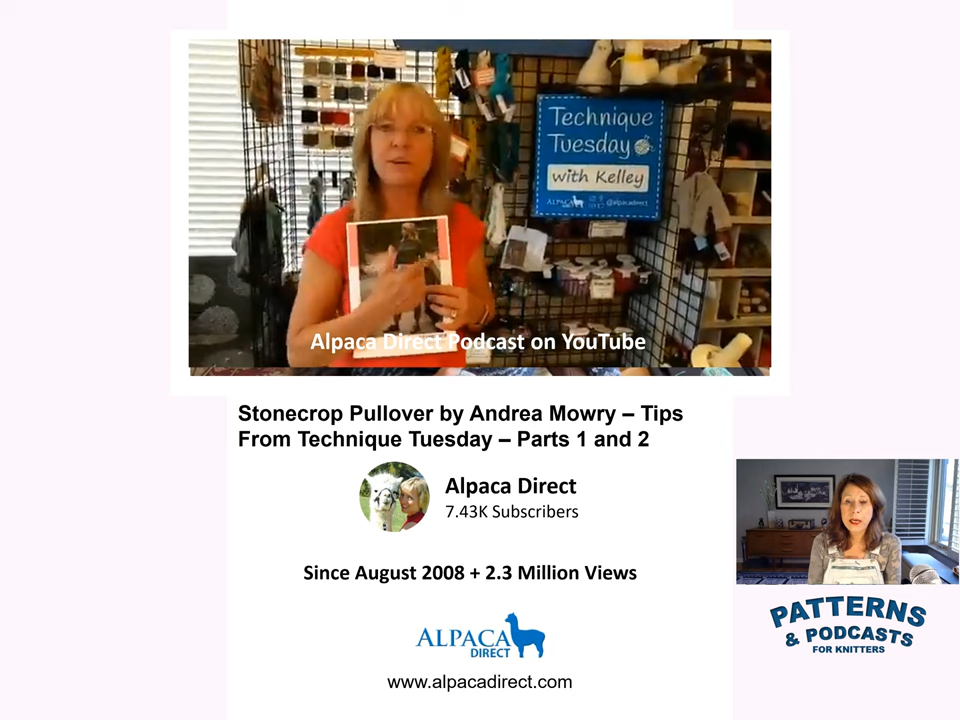 Technique
Tuesday
with Kelley
ALPACA
@alpacadirect
Alpaca Direct Podcast on YouTube
Stonecrop Pullover by Andrea Mowry – Tips
From Technique Tuesday – Parts 1 and 2
Alpaca Direct
7.43K Subscribers
Since August 2008 + 2.3 Million Views
ALPACA
DIRECT
www.alpacadirect.com
PATTERNS
& PODCASTS
FOR KNITTERS